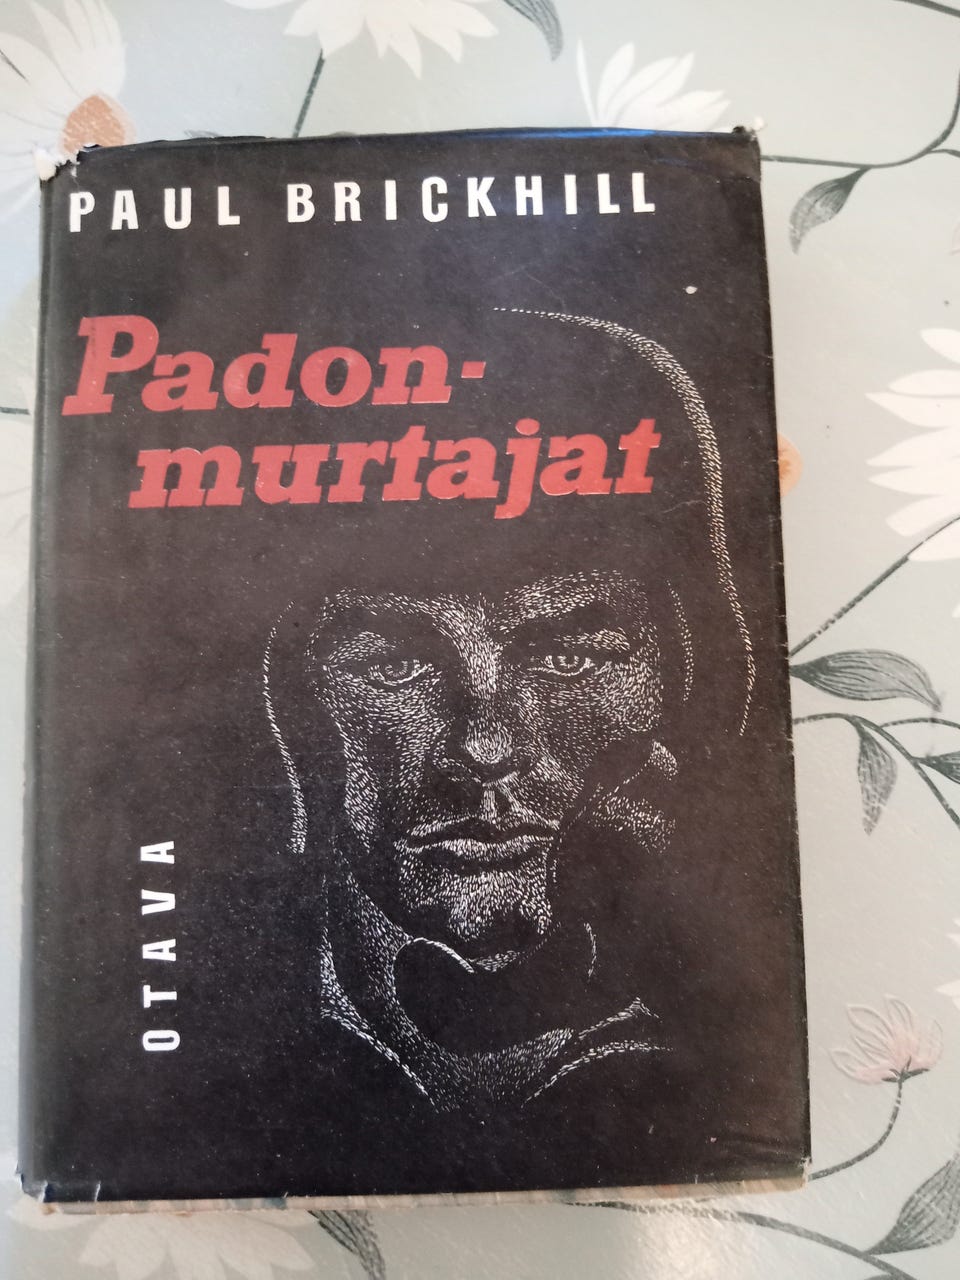 PAUL BRICKHILL
Padon-
murtajat
OTAVA